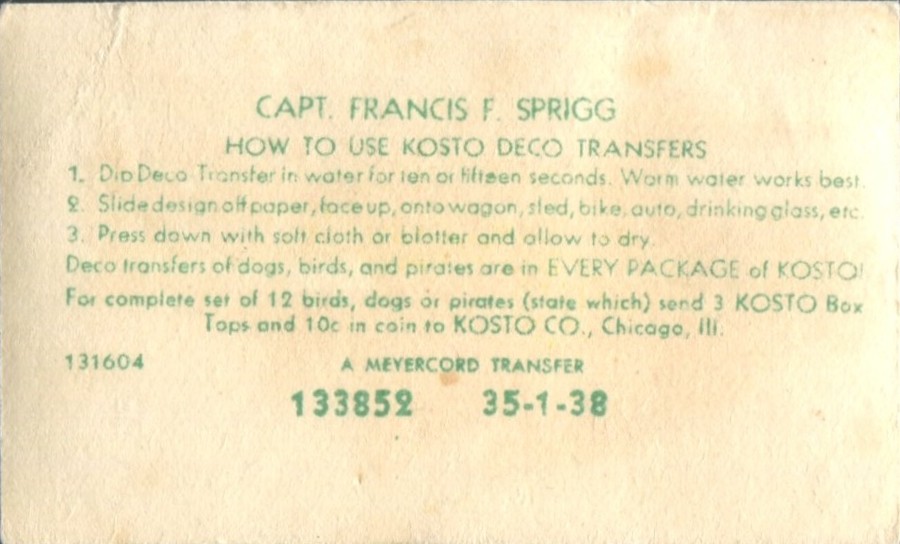 CAPT. FRANCIS F. SPRIGG
HOW TO USE KOSTO DECO TRANSFERS
1. Dip Deco Transfer in water for ten or fifteen seconds. Warm water works best.
2. Slide design off paper, face up, onto wagon, sled, bike, auto, drinking glass, etc.
3. Press down with soft cloth or blotter and allow to dry.
Deco transfers of dogs, birds, and pirates are in EVERY PACKAGE of KOSTO!
For complete set of 12 birds, dogs or pirates (state which) send 3 KOSTO Box
Tops and 10c in coin to KOSTO CO., Chicago, Ill.
131604 A MEYERCORD TRANSFER
133852 35-1-38